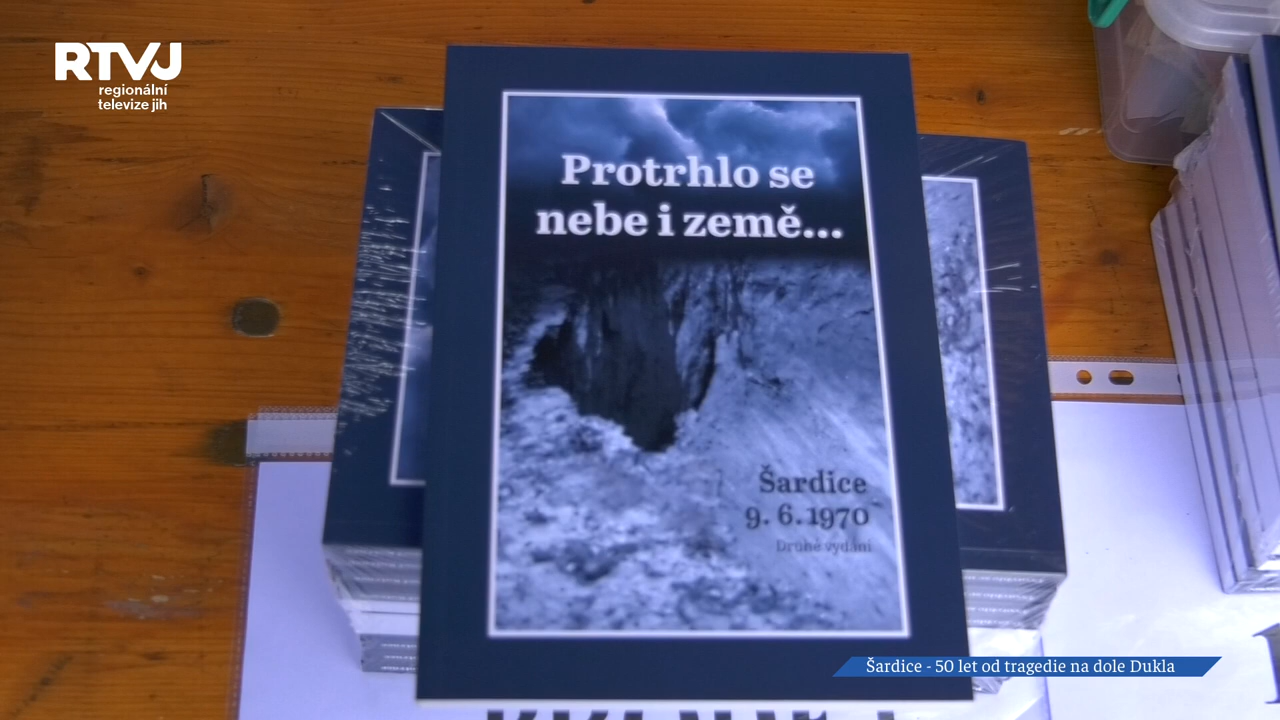 RTVJ
regionální
televize jih
Protrhlo se
nebe i země...
Šardice
9. 6. 1970
Druhé vydání
Šardice - 50 let od tragedie na dole Dukla